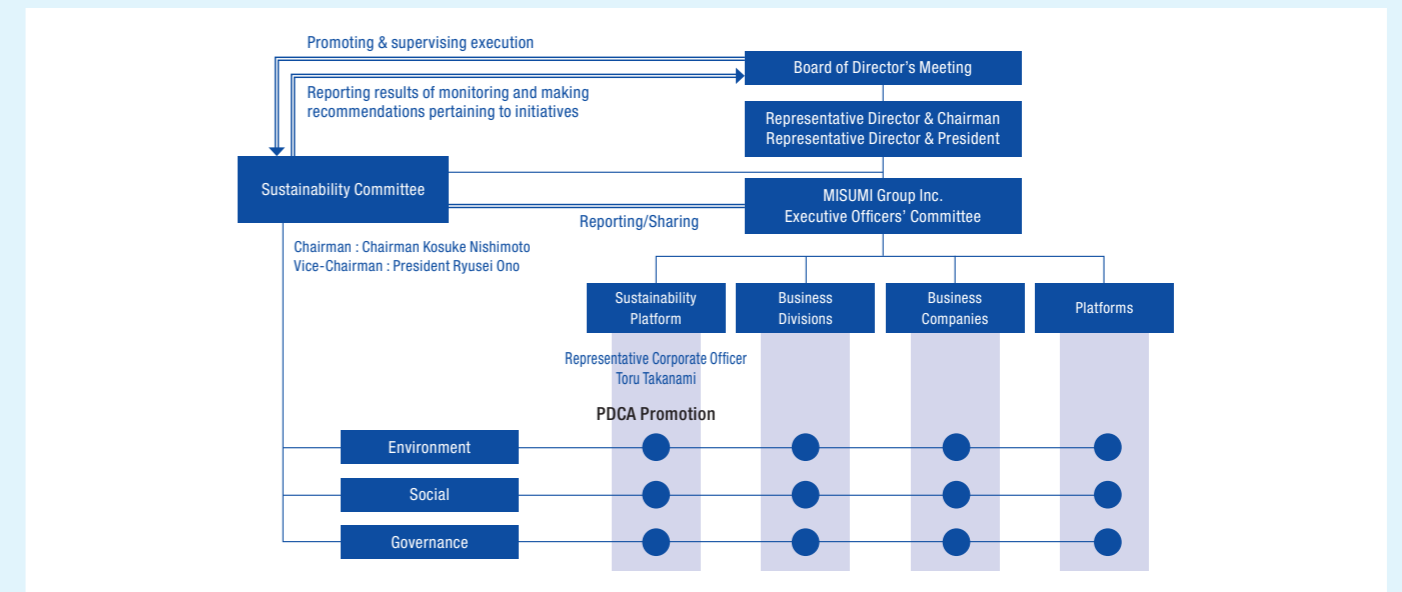 Promoting & supervising execution
Board of Director's Meeting
Reporting results of monitoring and making
recommendations pertaining to initiatives
Representative Director & Chairman
Representative Director & President
Sustainability Committee
MISUMI Group Inc.
Executive Officers' Committee
Reporting/Sharing
Chairman : Chairman Kosuke Nishimoto
Vice-Chairman : President Ryusei Ono
Sustainability
Platform
Business
Divisions
Business
Companies
Platforms
Representative Corporate Officer
Toru Takanami
PDCA Promotion
Environment
Social
Governance